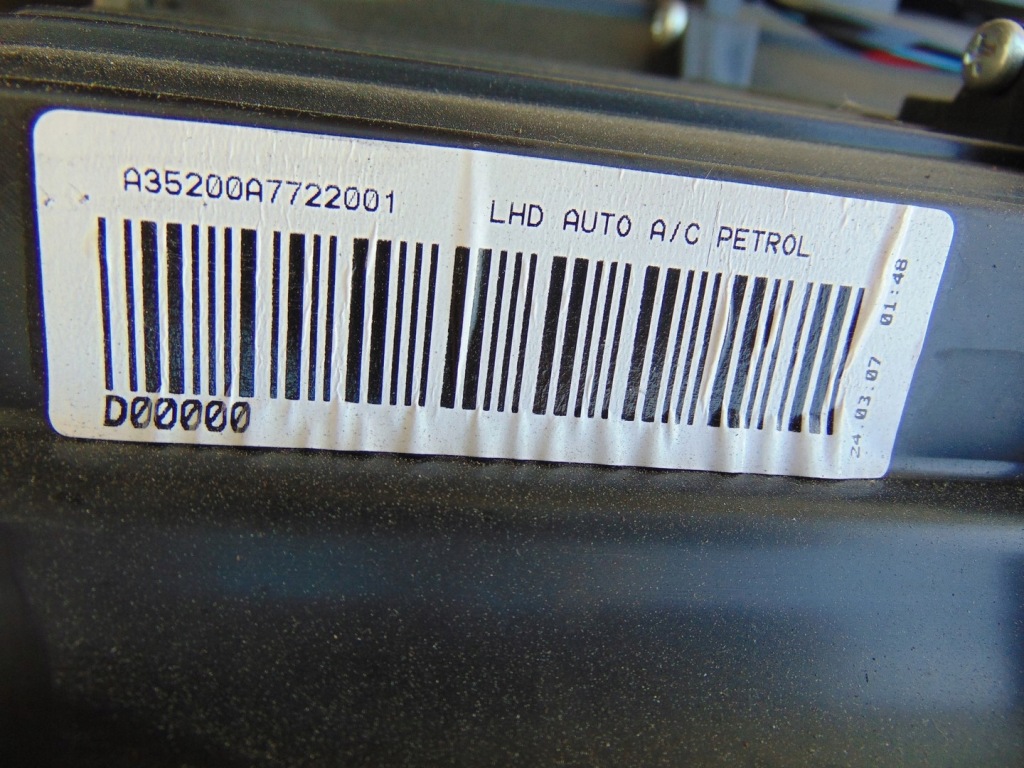 A35200A7722001
LHD AUTO A/C PETROL
D00000
24.03.07 01:48